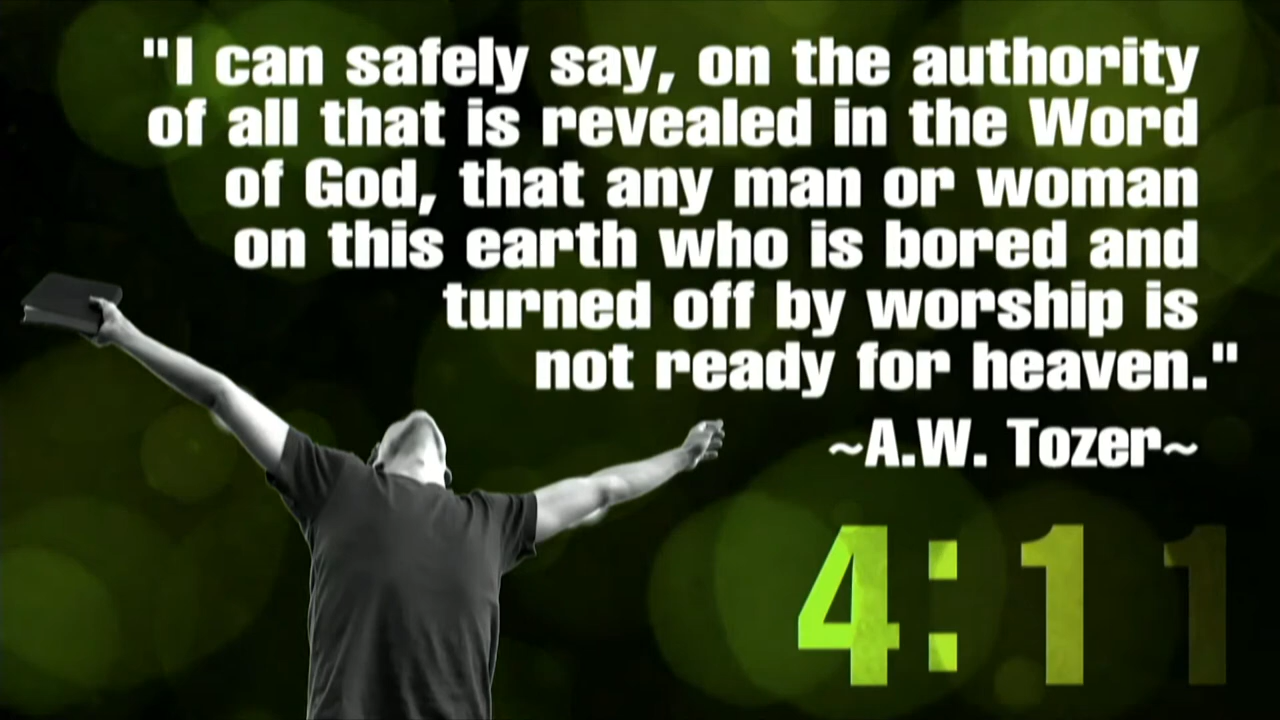 "I can safely say, on the authority
of all that is revealed in the Word
of God, that any man or woman
on this earth who is bored and
turned off by worship is
not ready for heaven."
~A.W. Tozer~
4:11